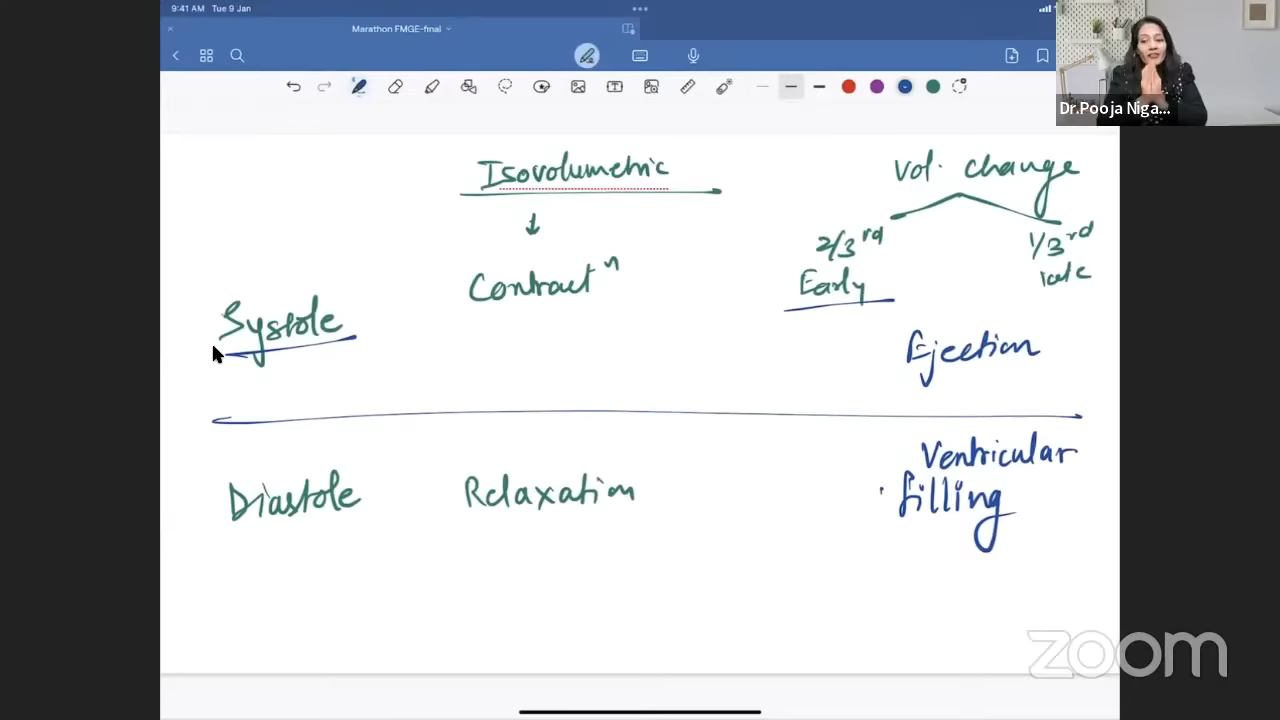 9:41 AM Tue 9 Jan
Marathon FMGE-final
Dr.Pooja Niga...
Isovolumetric
Vol. change
2/3rd
Early
1/3rd
late
Contractⁿ
Systole
Ejection
Diastole
Relaxation
Ventricular
filling
zoom